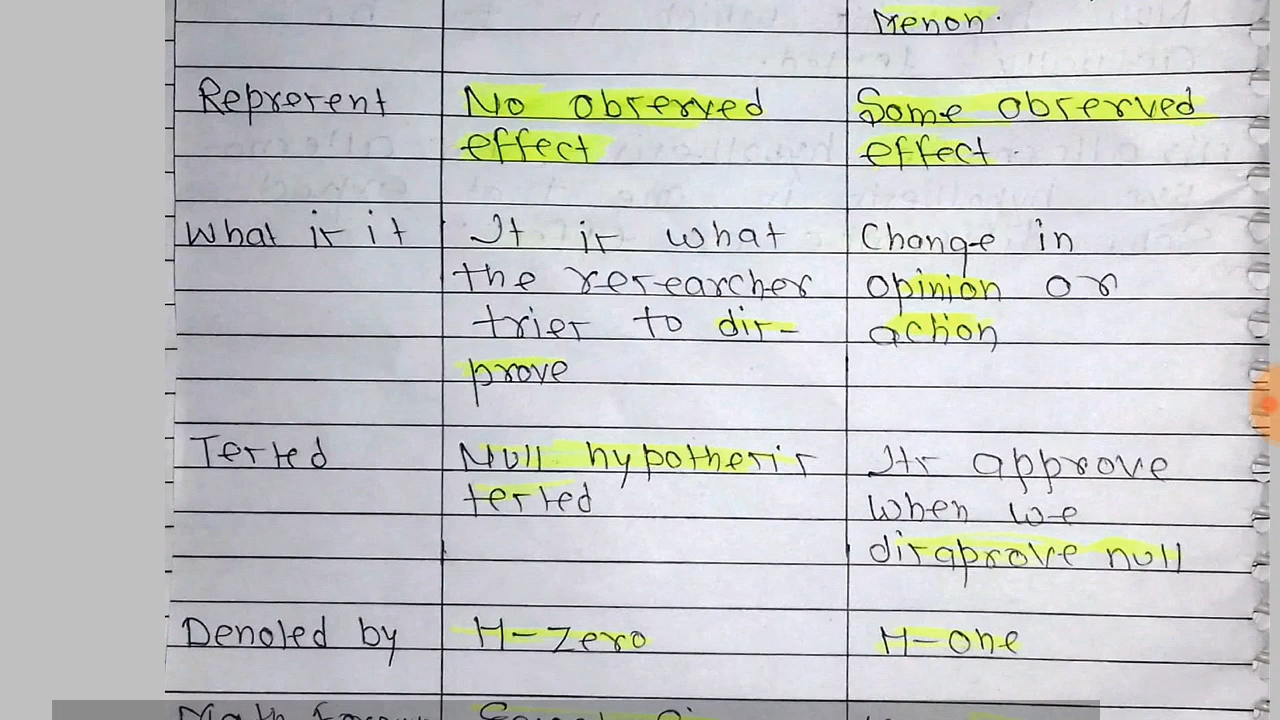 Menon.
Represent No observed Some observed
effect effect.
What is it It is what Change in
the researcher opinion or
tries to dis- action
prove
Tested Null hypothesis Its approve
tested When we
disaprove null
Denoted by H-Zero H-One